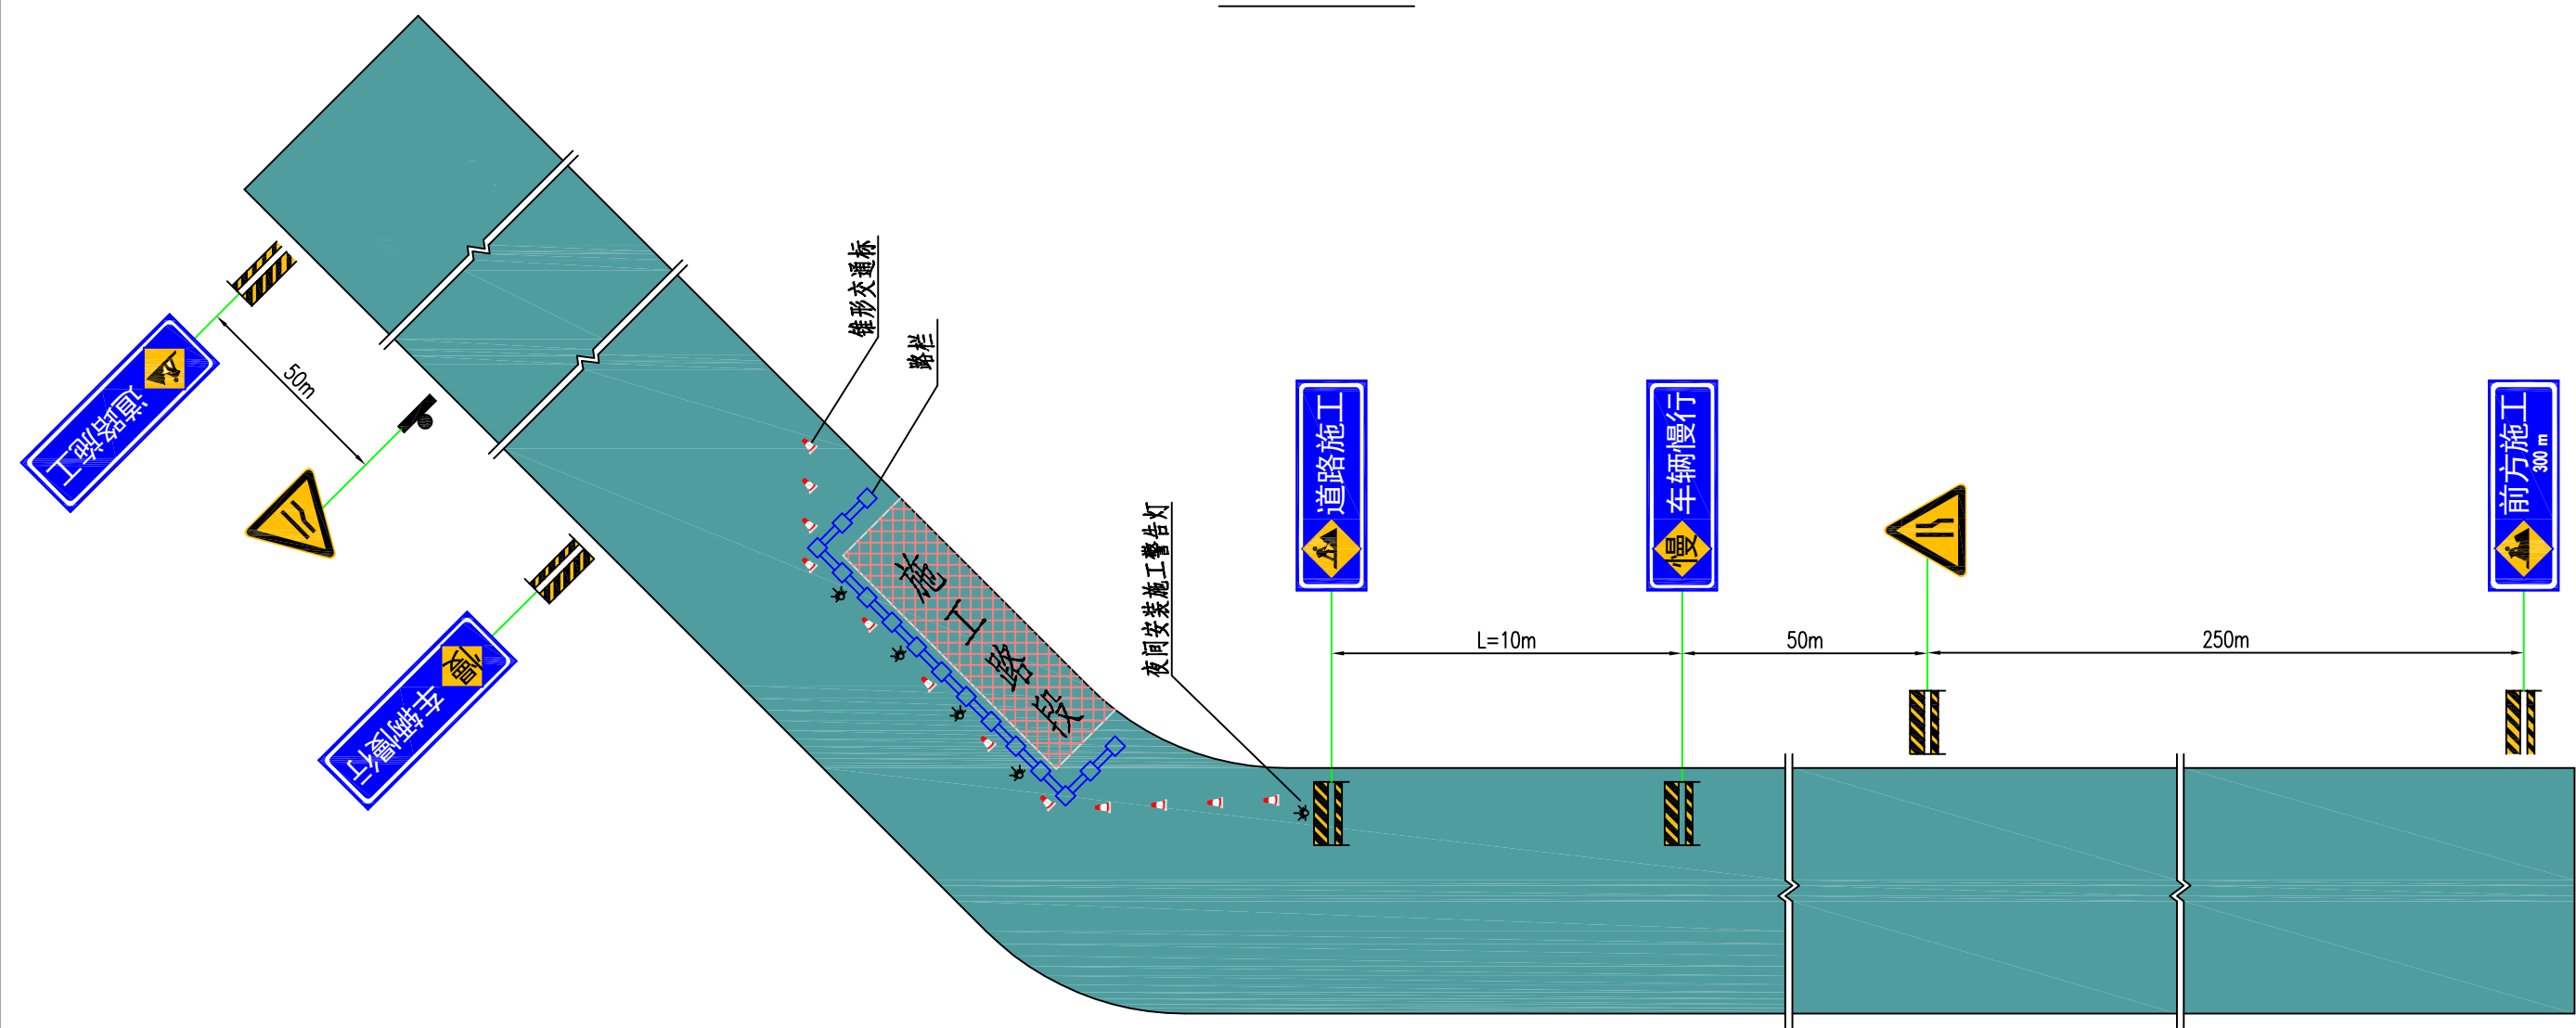 道路施工
50m
车辆慢行
慢
锥形交通标
路栏
施工路段
夜间安装施工警告灯
道路施工
L=10m
车辆慢行
慢
50m
250m
前方施工
300 m